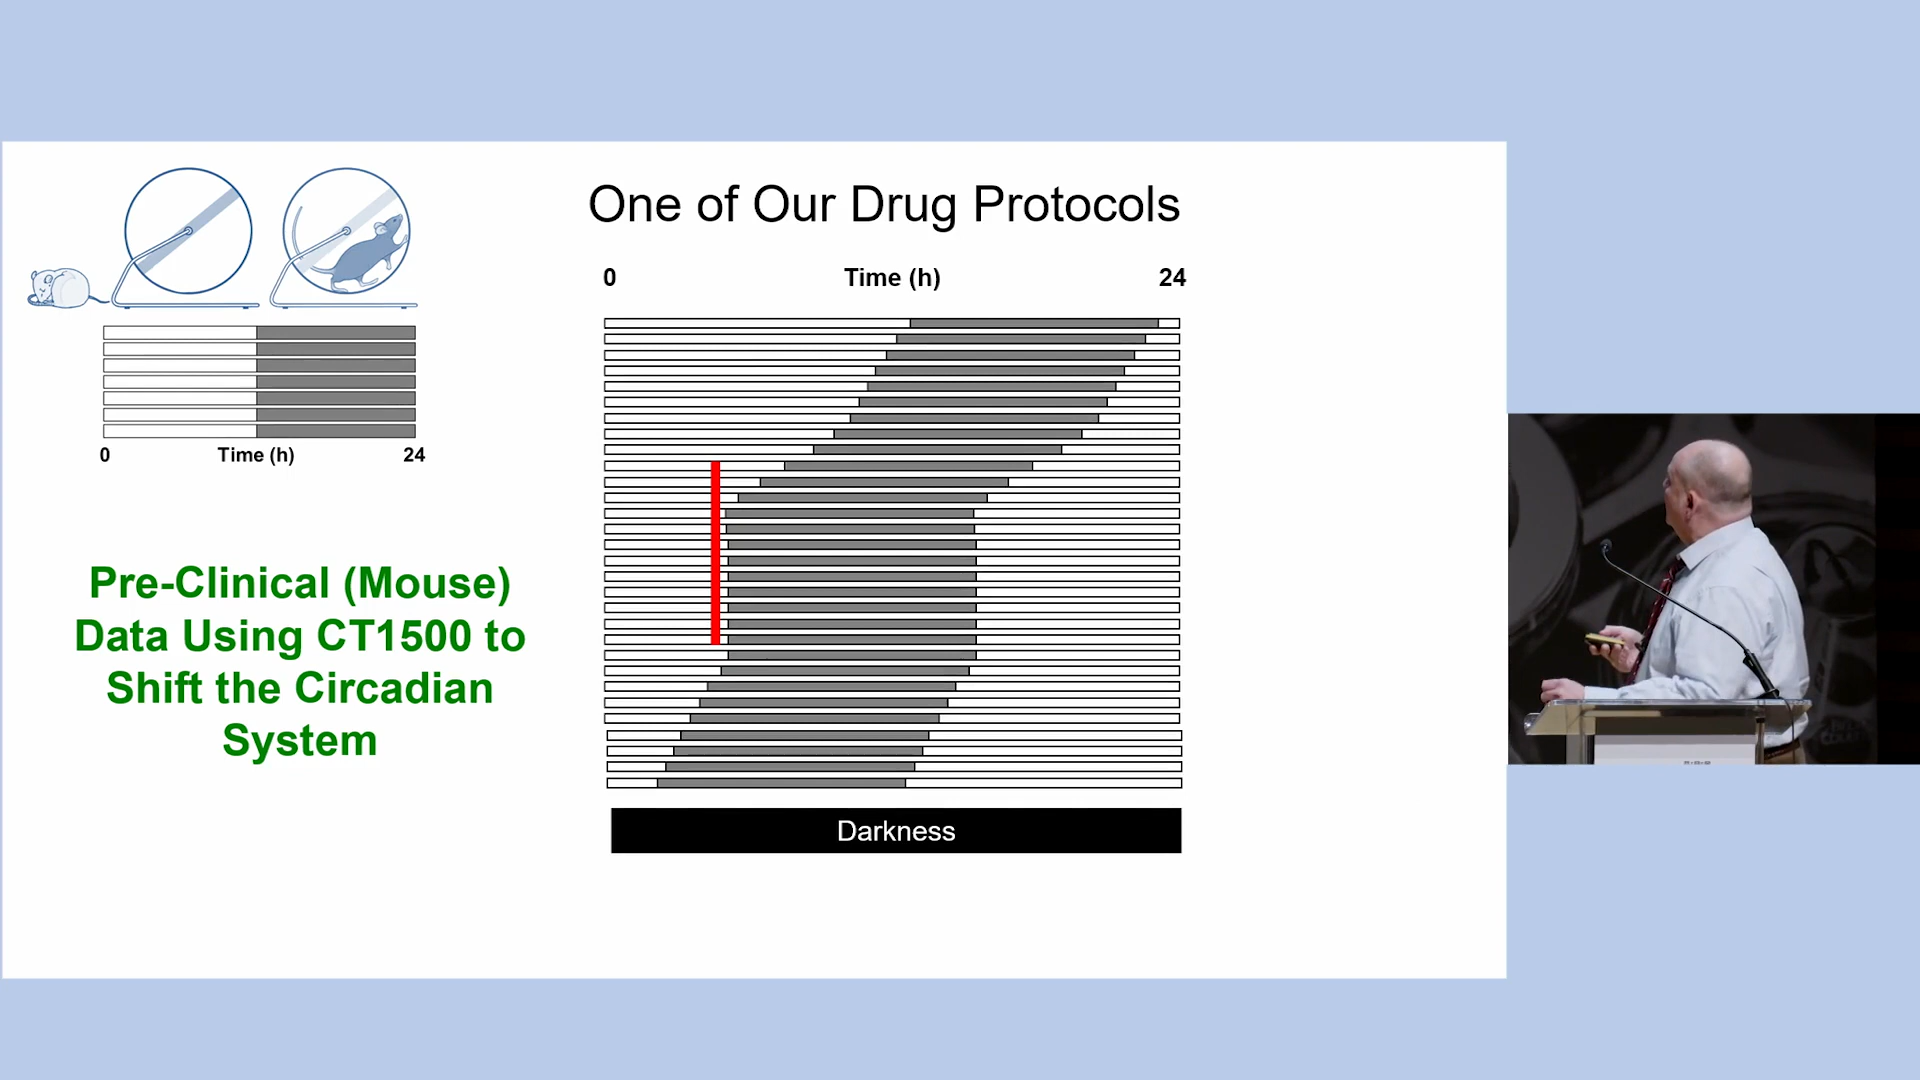 One of Our Drug Protocols
0 Time (h) 24
0 Time (h) 24
Pre-Clinical (Mouse)
Data Using CT1500 to
Shift the Circadian
System
Darkness